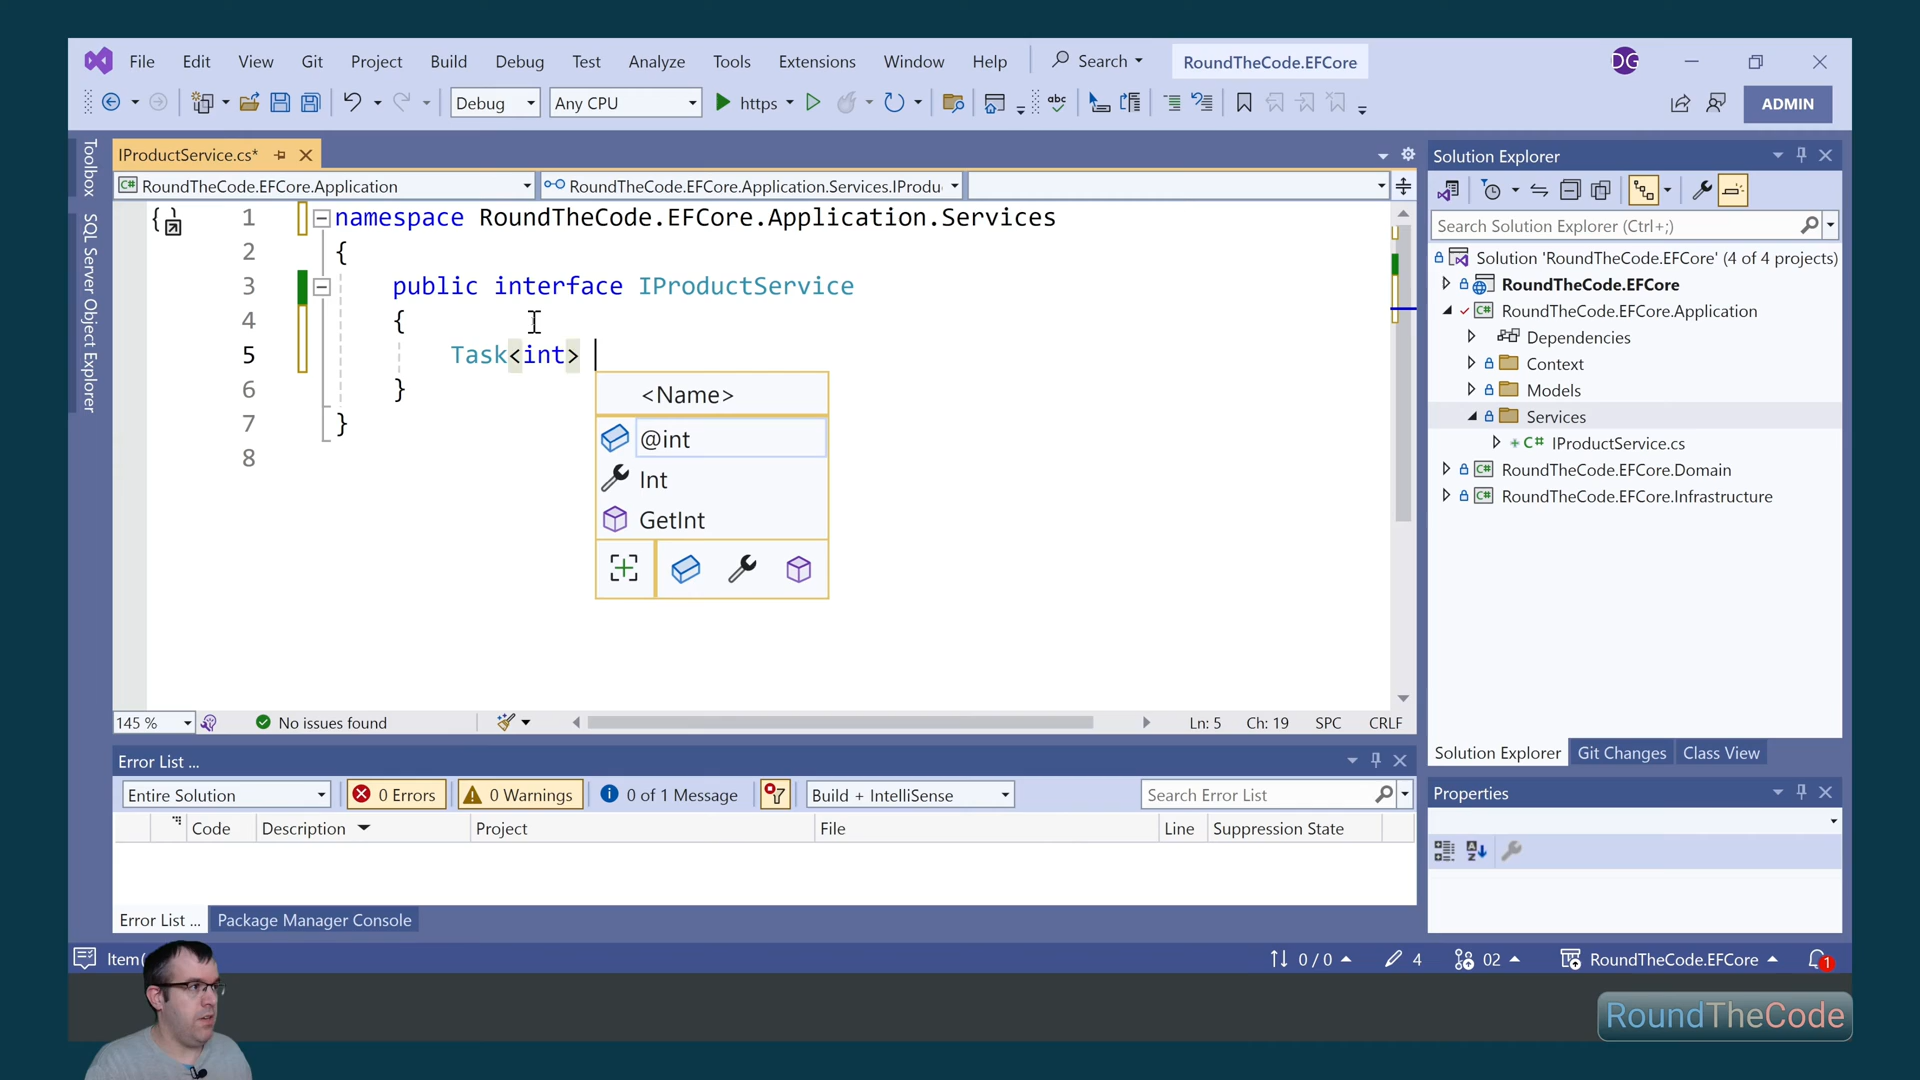 File Edit View Git Project Build Debug Test Analyze Tools Extensions Window Help Search RoundTheCode.EFCore DG
Debug Any CPU https abc ADMIN
Toolbox
SQL Server Object Explorer
IProductService.cs*
RoundTheCode.EFCore.Application RoundTheCode.EFCore.Application.Services.IProdu
1 namespace RoundTheCode.EFCore.Application.Services
2 {
3 public interface IProductService
4 {
5 Task<int>
6 }
7 }
8
<Name>
@int
Int
GetInt
145 % No issues found Ln: 5 Ch: 19 SPC CRLF
Solution Explorer
Search Solution Explorer (Ctrl+;)
Solution 'RoundTheCode.EFCore' (4 of 4 projects)
RoundTheCode.EFCore
C# RoundTheCode.EFCore.Application
Dependencies
Context
Models
Services
+ C# IProductService.cs
C# RoundTheCode.EFCore.Domain
C# RoundTheCode.EFCore.Infrastructure
Solution Explorer Git Changes Class View
Error List ...
Entire Solution 0 Errors 0 Warnings 0 of 1 Message Build + IntelliSense Search Error List
Code Description Project File Line Suppression State
Error List ... Package Manager Console
Properties
Item( 0 / 0 4 02 RoundTheCode.EFCore 1
RoundTheCode